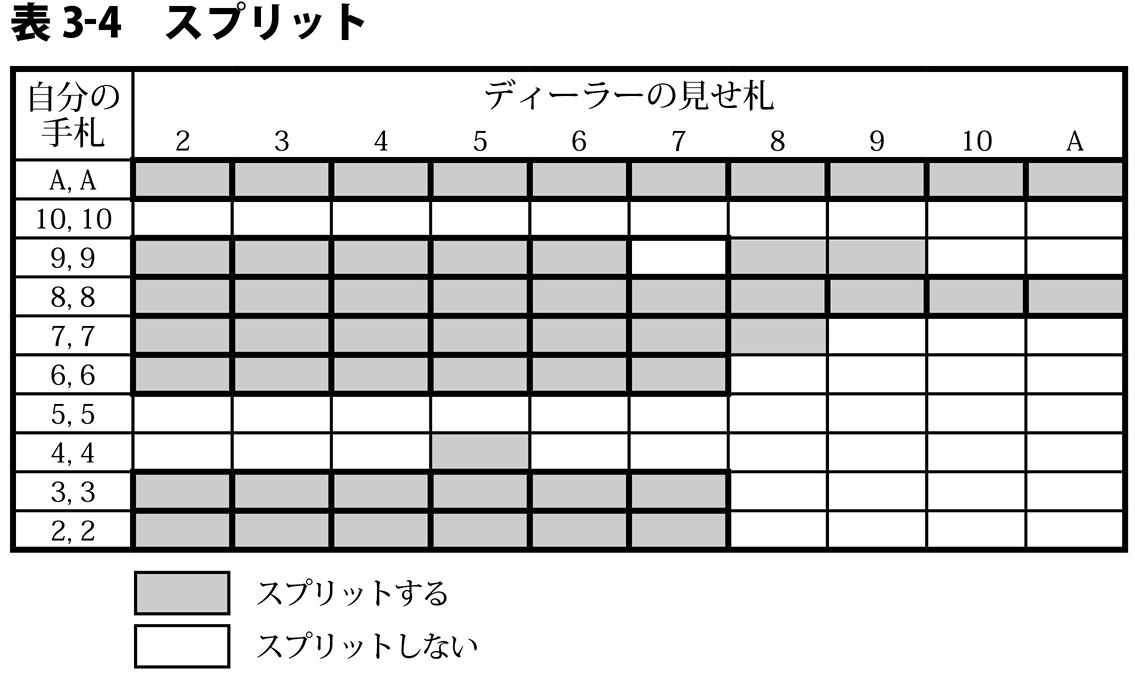 表 3-4　スプリット
自分の
手札
ディーラーの見せ札
2 3 4 5 6 7 8 9 10 A
A, A
10, 10
9, 9
8, 8
7, 7
6, 6
5, 5
4, 4
3, 3
2, 2
スプリットする
スプリットしない